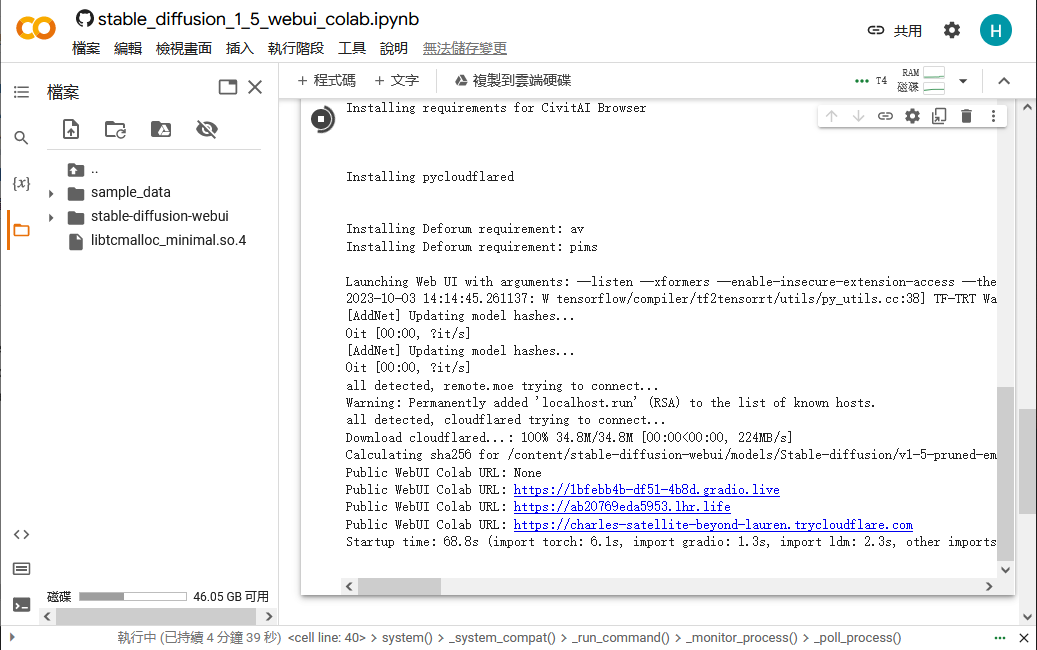 stable_diffusion_1_5_webui_colab.ipynb
檔案 編輯 檢視畫面 插入 執行階段 工具 說明 無法儲存變更
共用
H
檔案
+ 程式碼 + 文字 複製到雲端硬碟
T4
RAM
磁碟
{x}
..
sample_data
stable-diffusion-webui
libtcmalloc_minimal.so.4
Installing requirements for CivitAI Browser
Installing pycloudflared
Installing Deforum requirement: av
Installing Deforum requirement: pims
Launching Web UI with arguments: --listen --xformers --enable-insecure-extension-access --the
2023-10-03 14:14:45.261137: W tensorflow/compiler/tf2tensorrt/utils/py_utils.cc:38] TF-TRT Wa
[AddNet] Updating model hashes...
0it [00:00, ?it/s]
[AddNet] Updating model hashes...
0it [00:00, ?it/s]
all detected, remote.moe trying to connect...
Warning: Permanently added 'localhost.run' (RSA) to the list of known hosts.
all detected, cloudflared trying to connect...
Download cloudflared...: 100% 34.8M/34.8M [00:00<00:00, 224MB/s]
Calculating sha256 for /content/stable-diffusion-webui/models/Stable-diffusion/v1-5-pruned-em
Public WebUI Colab URL: None
Public WebUI Colab URL: https://1bfebb4b-df51-4b8d.gradio.live
Public WebUI Colab URL: https://ab20769eda5953.lhr.life
Public WebUI Colab URL: https://charles-satellite-beyond-lauren.trycloudflare.com
Startup time: 68.8s (import torch: 6.1s, import gradio: 1.3s, import ldm: 2.3s, other imports
磁碟 46.05 GB 可用
執行中 (已持續 4 分鐘 39 秒) <cell line: 40> > system() > _system_compat() > _run_command() > _monitor_process() > _poll_process()